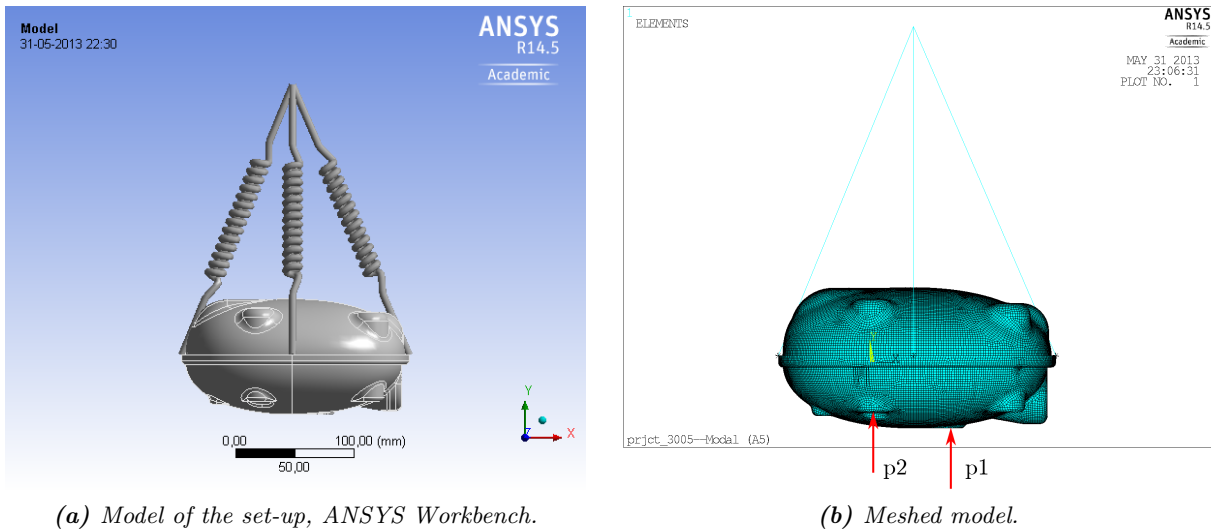 Model
31-05-2013 22:30
ANSYS
R14.5
Academic
Y
X
Z
0,00
100,00 (mm)
50,00
(a) Model of the set-up, ANSYS Workbench.
1
ELEMENTS
ANSYS
R14.5
Academic
MAY 31 2013
23:06:31
PLOT NO. 1
prjct_3005--Modal (A5)
p2
p1
(b) Meshed model.